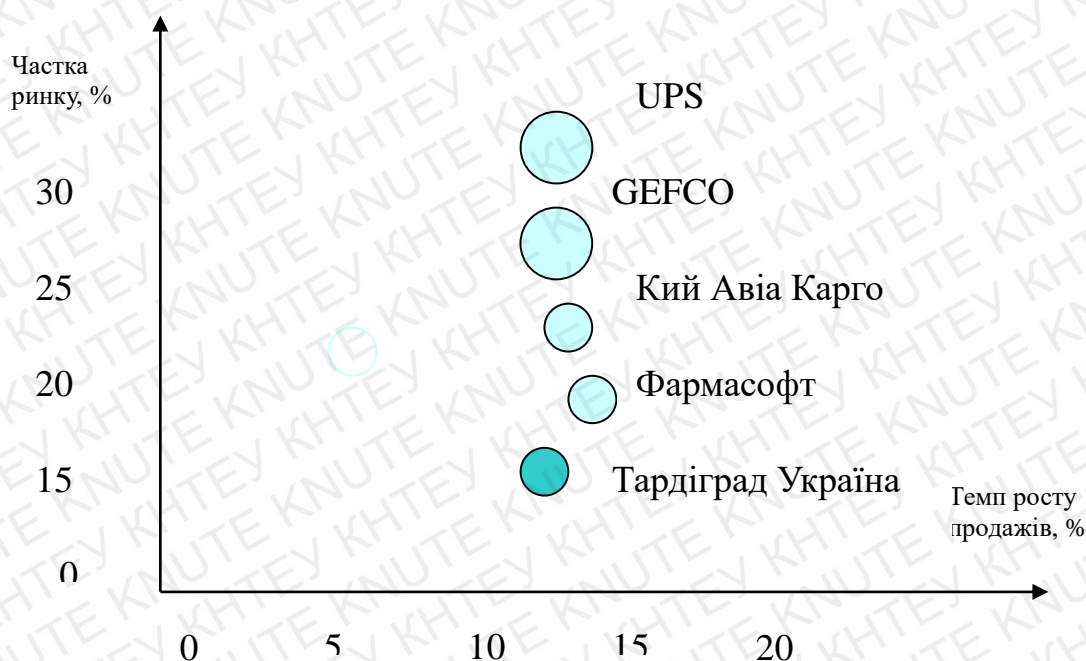 Частка
ринку, %
UPS
30
GEFCO
25
Кий Авіа Карго
20
Фармасофт
15
Тардіград Україна
Темп росту
продажів, %
0
0 5 10 15 20